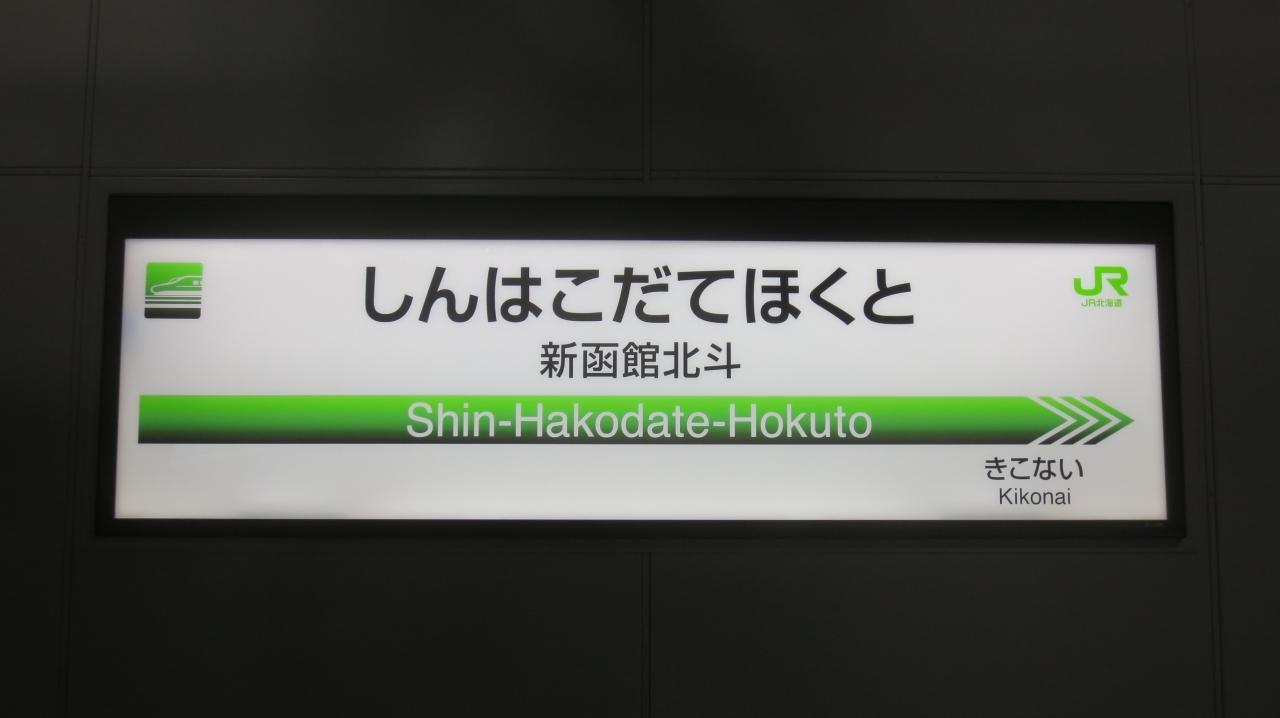 しんはこだてほくと
JR
JR北海道
新函館北斗
Shin-Hakodate-Hokuto
きこない
Kikonai